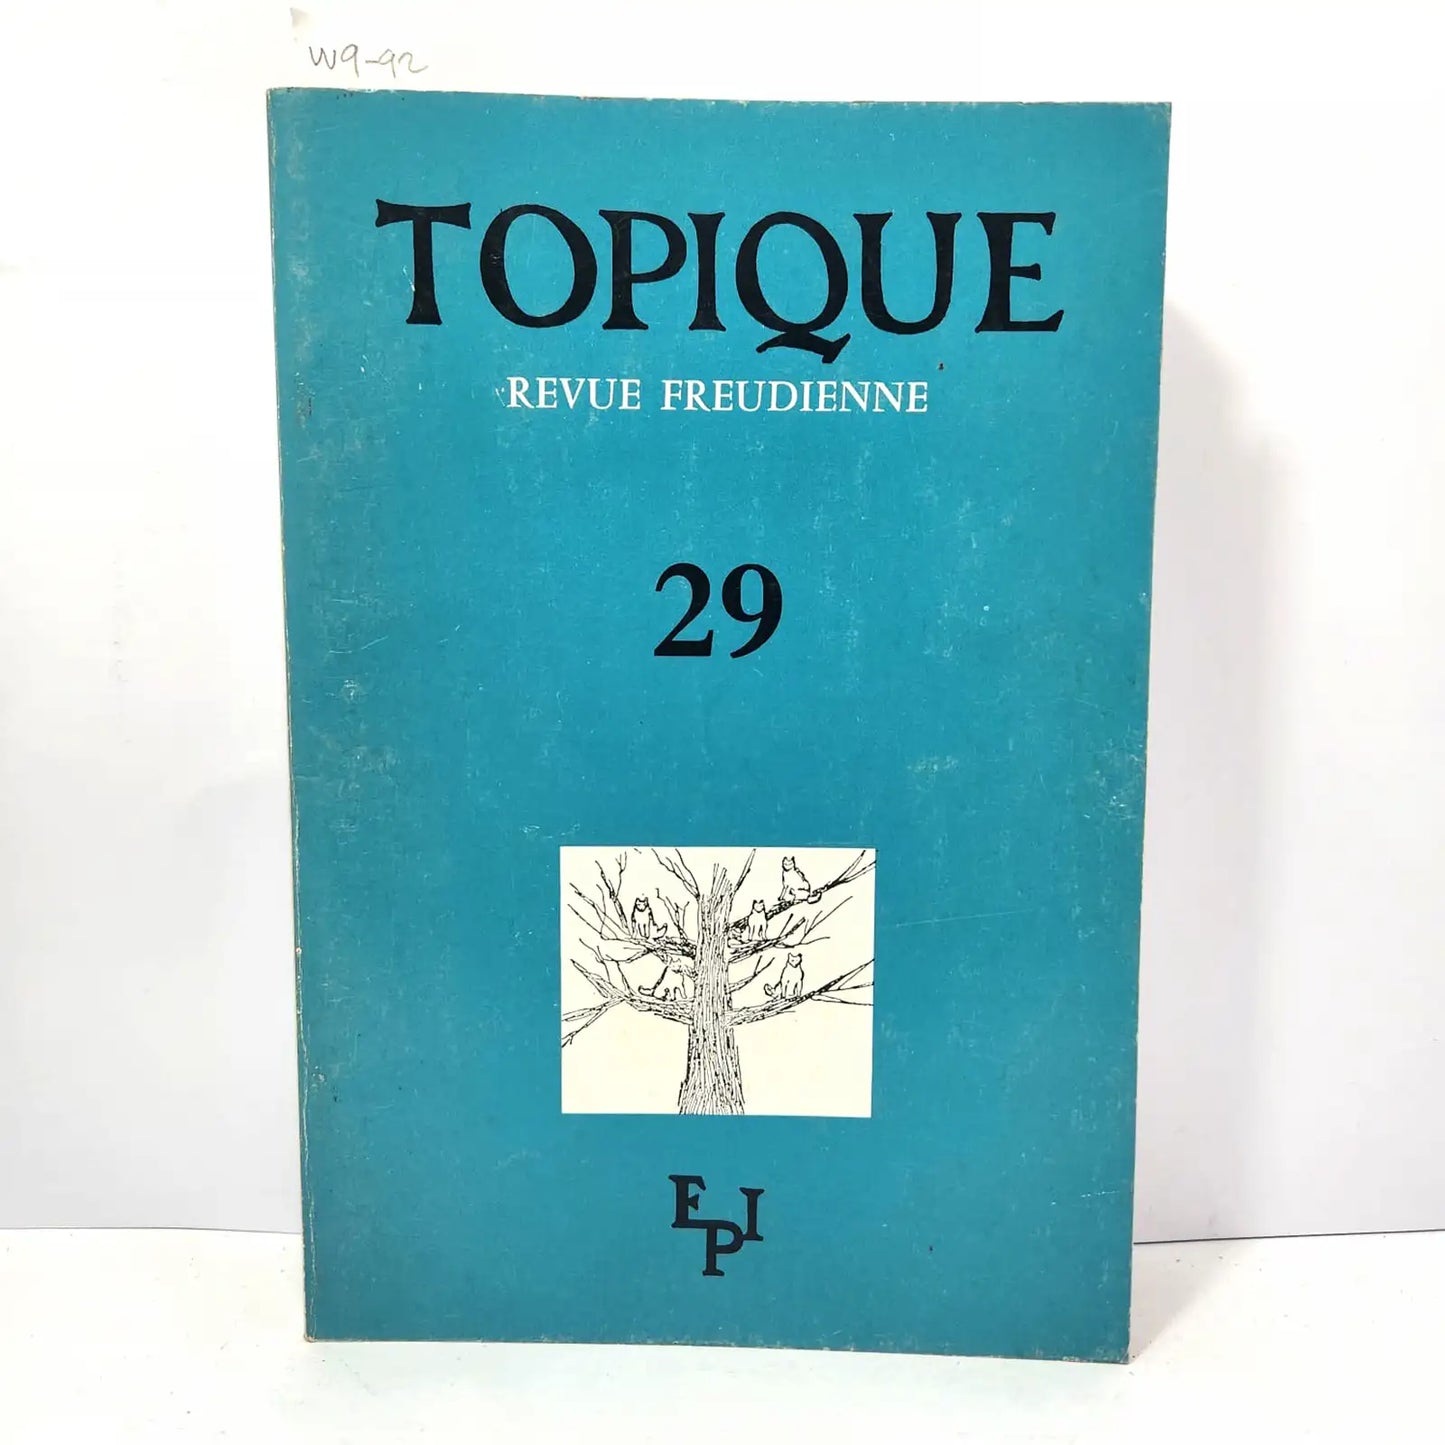 W9-92
TOPIQUE
REVUE FREUDIENNE
29
EPI